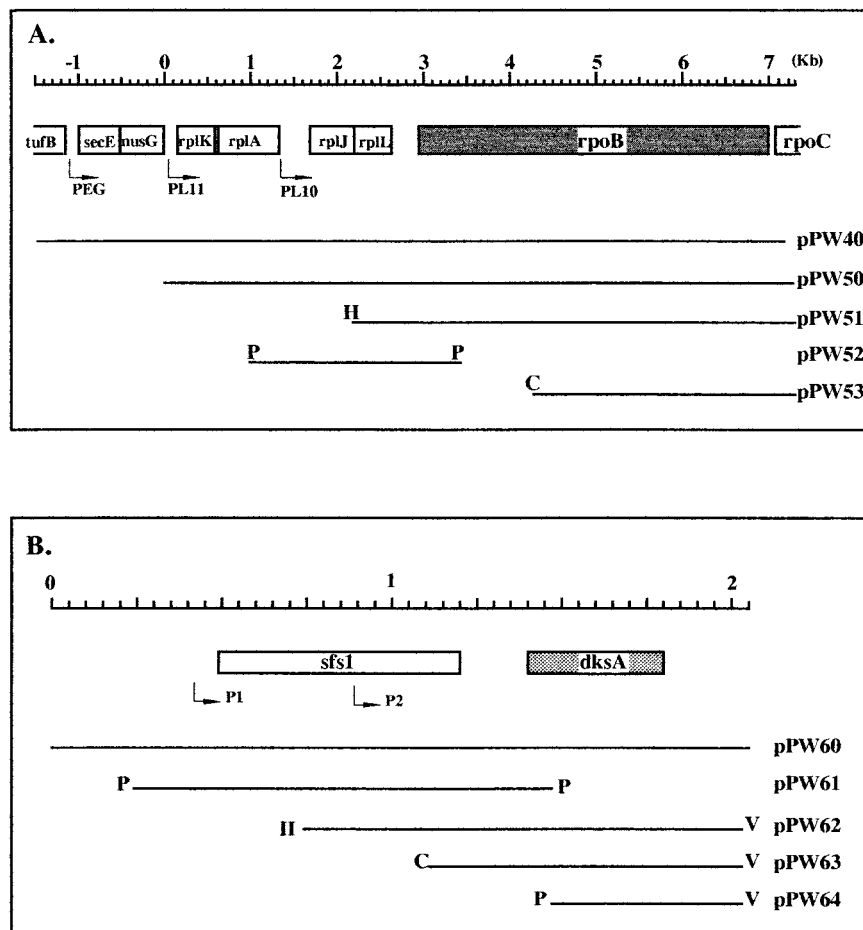 A.
-1 0 1 2 3 4 5 6 7 (Kb)
tufB secE nusG rplK rplA rplJ rplL rpoB rpoC
PEG PL11 PL10
pPW40
pPW50
H pPW51
P P pPW52
C pPW53
B.
0 1 2
sfs1 dksA
P1 P2
pPW60
P P pPW61
H V pPW62
C V pPW63
P V pPW64